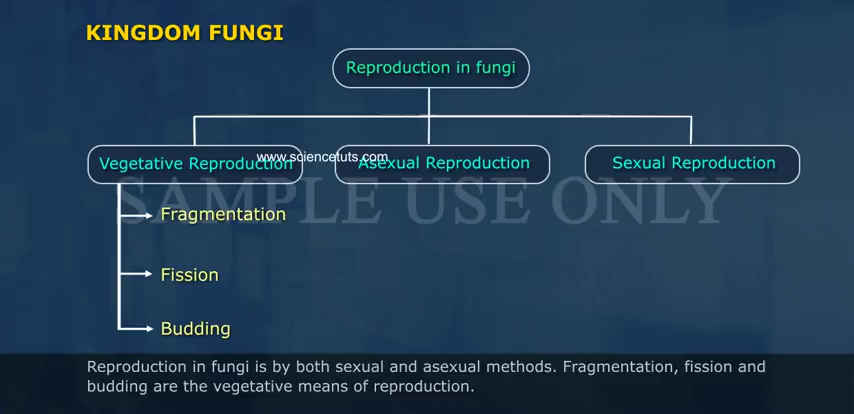 KINGDOM FUNGI
Reproduction in fungi
Vegetative Reproduction
www.sciencetuts.com
Asexual Reproduction
Sexual Reproduction
SAMPLE USE ONLY
Fragmentation
Fission
Budding
Reproduction in fungi is by both sexual and asexual methods. Fragmentation, fission and
budding are the vegetative means of reproduction.